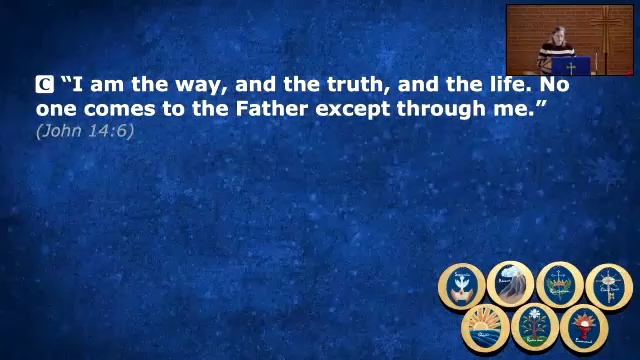 C “I am the way, and the truth, and the life. No
one comes to the Father except through me.”
(John 14:6)